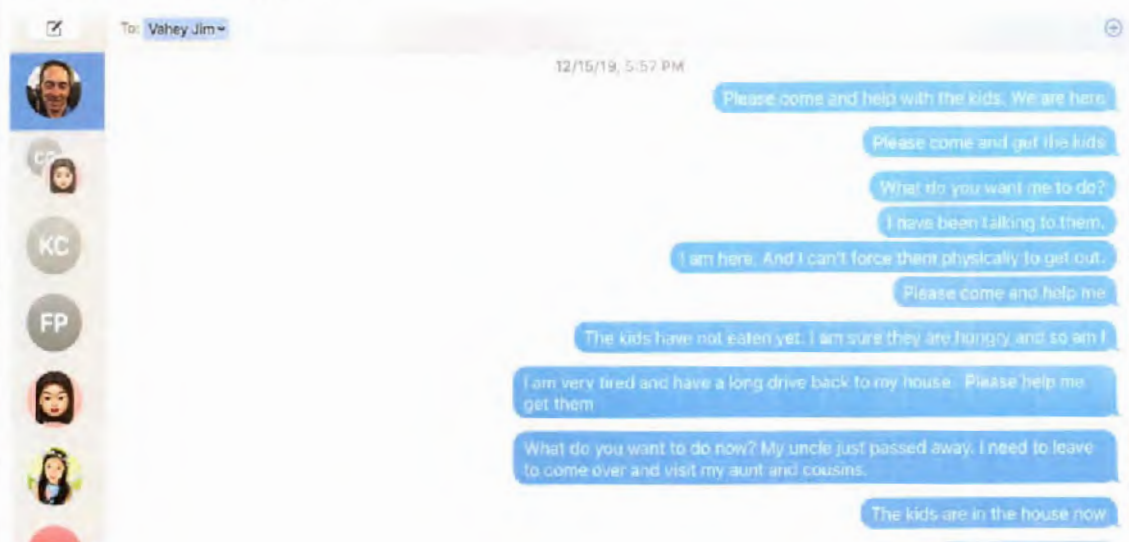 To: Vahey Jim
12/15/19, 5:57 PM
Please come and help with the kids. We are here
Please come and get the kids
What do you want me to do?
I have been talking to them.
I am here. And I can't force them physically to get out.
Please come and help me
The kids have not eaten yet. I am sure they are hungry and so am I
I am very tired and have a long drive back to my house. Please help me
get them
What do you want to do now? My uncle just passed away. I need to leave
to come over and visit my aunt and cousins.
The kids are in the house now
KC
FP